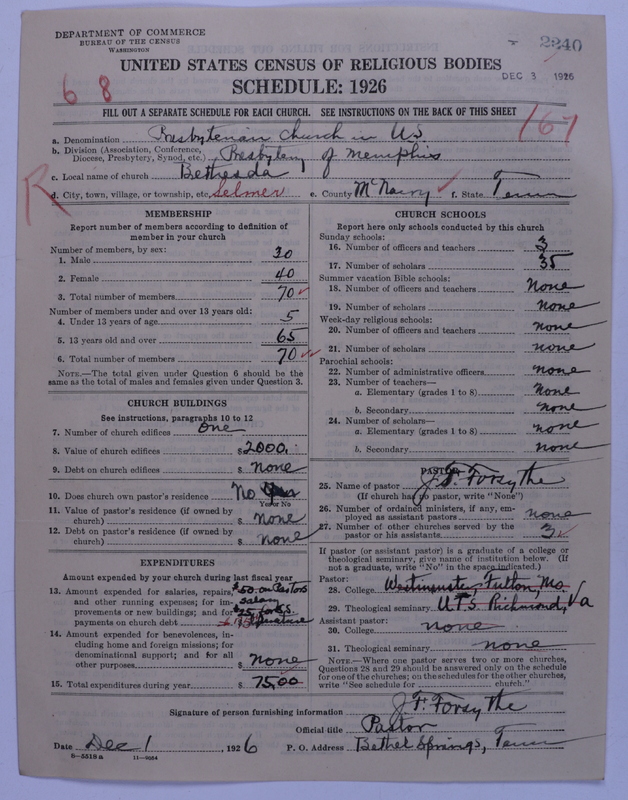 DEPARTMENT OF COMMERCE
BUREAU OF THE CENSUS
WASHINGTON
2240
UNITED STATES CENSUS OF RELIGIOUS BODIES
DEC 3 1926
68
SCHEDULE: 1926
FILL OUT A SEPARATE SCHEDULE FOR EACH CHURCH. SEE INSTRUCTIONS ON THE BACK OF THIS SHEET
167
a. Denomination Presbyterian Church in US
b. Division (Association, Conference, Diocese, Presbytery, Synod, etc.) Presbytery of Memphis
c. Local name of church Bethesda
R
d. City, town, village, or township, etc. Selmer e. County McNairy f. State Tenn
MEMBERSHIP
Report number of members according to definition of member in your church
Number of members, by sex:
1. Male 30
2. Female 40
3. Total number of members 70
Number of members under and over 13 years old:
4. Under 13 years of age 5
5. 13 years old and over 65
6. Total number of members 70
NOTE.—The total given under Question 6 should be the same as the total of males and females given under Question 3.
CHURCH BUILDINGS
See instructions, paragraphs 10 to 12
7. Number of church edifices One
8. Value of church edifices $ 2000.
9. Debt on church edifices $ None
10. Does church own pastor's residence No
Yes or No
11. Value of pastor's residence (if owned by church) $ None
12. Debt on pastor's residence (if owned by church) $ None
EXPENDITURES
Amount expended by your church during last fiscal year
13. Amount expended for salaries, repairs, and other running expenses; for improvements or new buildings; and for payments on church debt $50. on Pastors salary
14. Amount expended for benevolences, including home and foreign missions; for denominational support; and for all other purposes $ None
15. Total expenditures during year $ 75.00
CHURCH SCHOOLS
Report here only schools conducted by this church
Sunday schools:
16. Number of officers and teachers 3
17. Number of scholars 35
Summer vacation Bible schools:
18. Number of officers and teachers None
19. Number of scholars None
Week-day religious schools:
20. Number of officers and teachers None
21. Number of scholars None
Parochial schools:
22. Number of administrative officers None
23. Number of teachers—
a. Elementary (grades 1 to 8) None
b. Secondary None
24. Number of scholars—
a. Elementary (grades 1 to 8) None
b. Secondary None
PASTOR
25. Name of pastor J. F. Forsythe
(If church has no pastor, write "None")
26. Number of ordained ministers, if any, employed as assistant pastors None
27. Number of other churches served by the pastor or his assistants 3
If pastor (or assistant pastor) is a graduate of a college or theological seminary, give name of institution below. (If not a graduate, write "No" in the space indicated.)
Pastor:
28. College Westminster, Fulton, Mo
29. Theological seminary U.T.S. Richmond, Va
Assistant pastor:
30. College None
31. Theological seminary None
NOTE.—Where one pastor serves two or more churches, Questions 28 and 29 should be answered only on the schedule for one of the churches; on the schedules for the other churches, write "See schedule for church."
Signature of person furnishing information J. F. Forsythe
Official title Pastor
Date Dec 1 1926 P. O. Address Bethel Springs, Tenn
8-5518a 11-9054